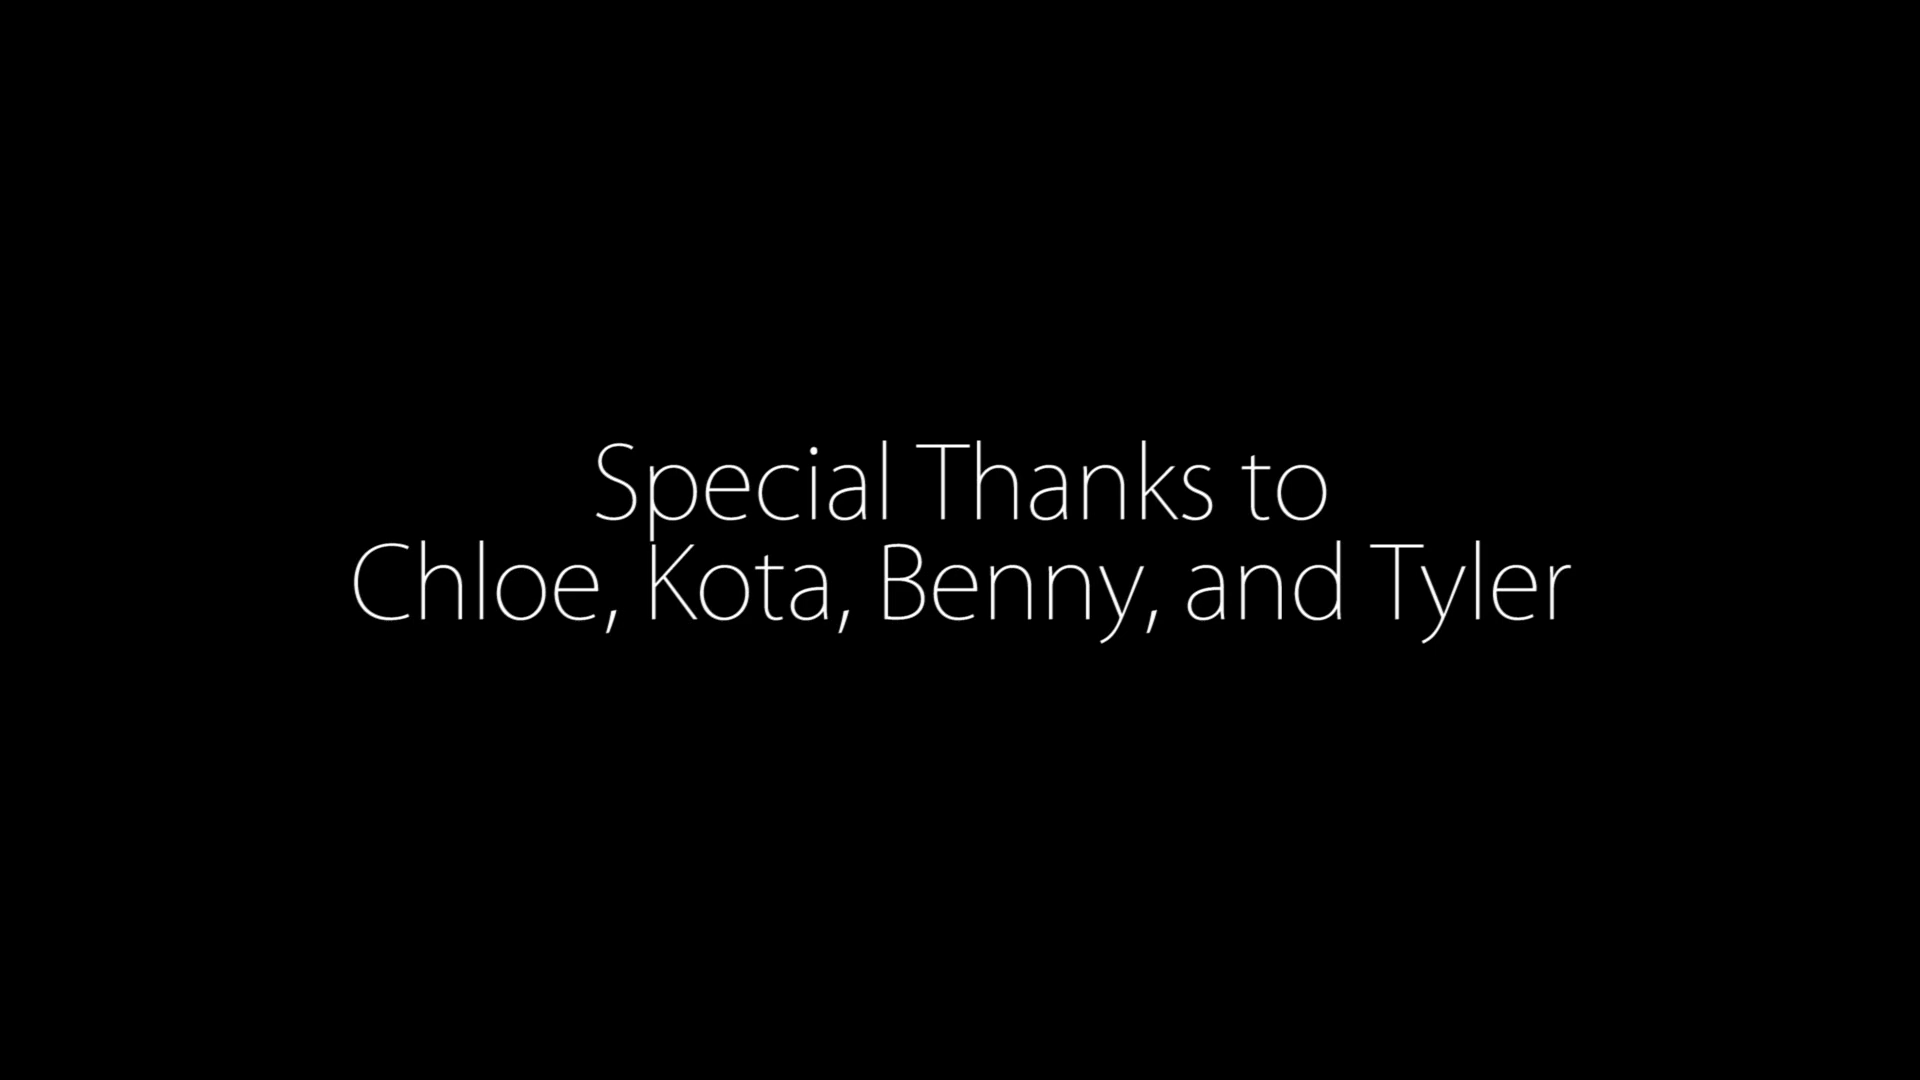 Special Thanks to
Chloe, Kota, Benny, and Tyler